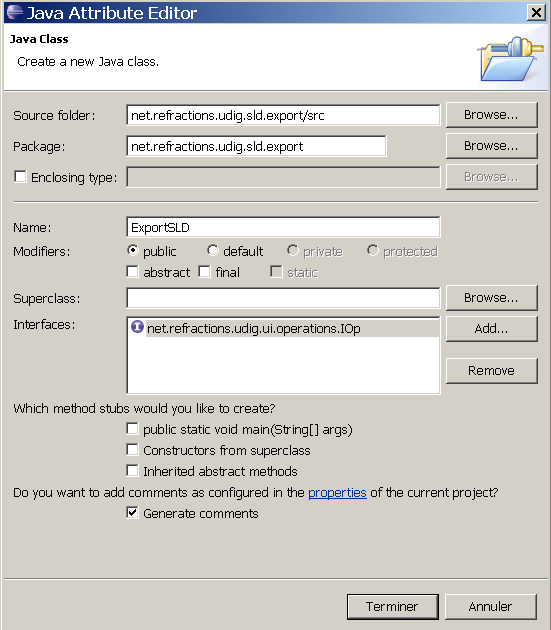 Java Attribute Editor
Java Class
Create a new Java class.
Source folder: net.refractions.udig.sld.export/src Browse...
Package: net.refractions.udig.sld.export Browse...
Enclosing type: Browse...
Name: ExportSLD
Modifiers: public default private protected
abstract final static
Superclass: Browse...
Interfaces: net.refractions.udig.ui.operations.IOp Add...
Remove
Which method stubs would you like to create?
public static void main(String[] args)
Constructors from superclass
Inherited abstract methods
Do you want to add comments as configured in the properties of the current project?
Generate comments
Terminer Annuler